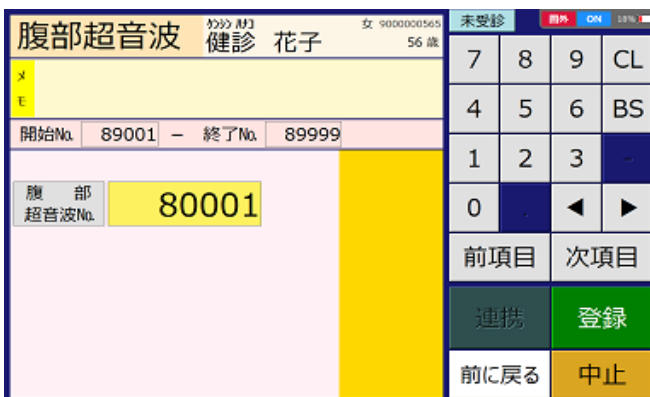 腹部超音波
ケンシン ハナコ
健診 花子
女 9000000565
56 歳
未受診
圏外 ON 18%
メモ
開始No. 89001 － 終了No. 89999
腹部
超音波No.
80001
7 8 9 CL
4 5 6 BS
1 2 3 -
0 . ◀ ▶
前項目 次項目
連携 登録
前に戻る 中止